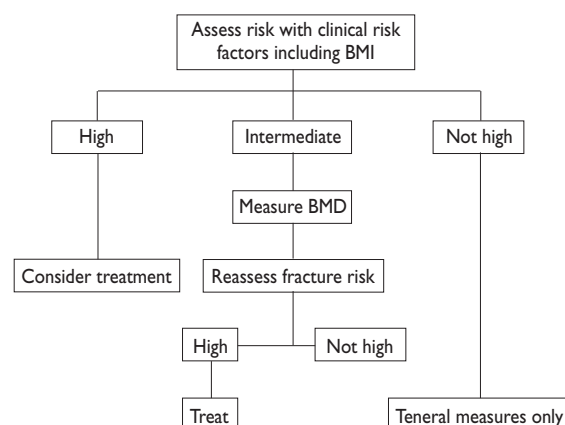 Assess risk with clinical risk
factors including BMI
High
Intermediate
Not high
Measure BMD
Consider treatment
Reassess fracture risk
High
Not high
Treat
Teneral measures only